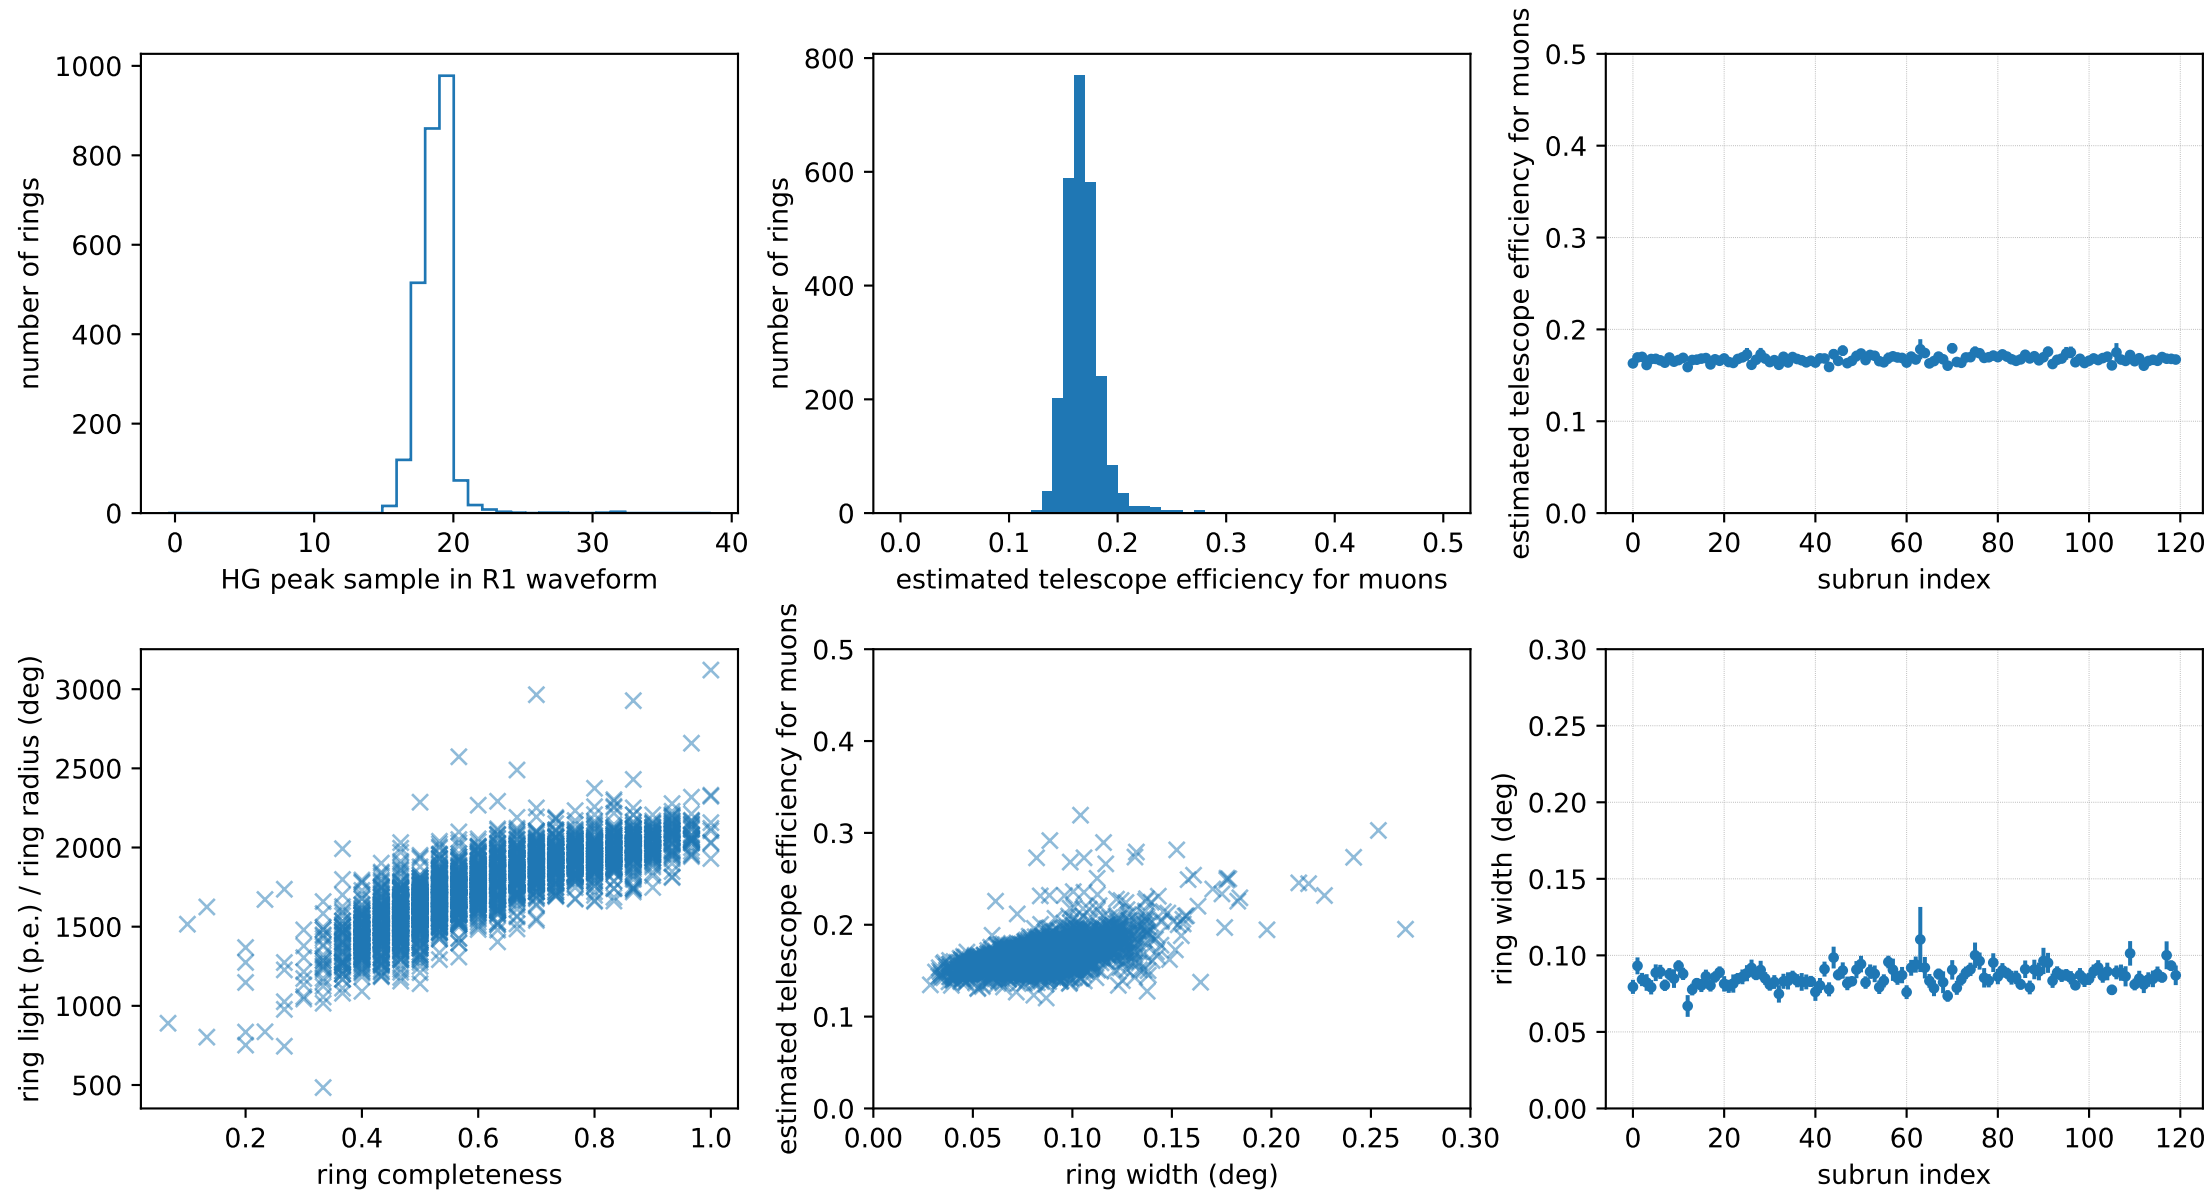 1000
800
600
400
200
0
number of rings
0 10 20 30 40
HG peak sample in R1 waveform
800
600
400
200
0
number of rings
0.0 0.1 0.2 0.3 0.4 0.5
estimated telescope efficiency for muons
0.5
0.4
0.3
0.2
0.1
0.0
estimated telescope efficiency for muons
0 20 40 60 80 100 120
subrun index
3000
2500
2000
1500
1000
500
ring light (p.e.) / ring radius (deg)
0.2 0.4 0.6 0.8 1.0
ring completeness
0.5
0.4
0.3
0.2
0.1
0.0
estimated telescope efficiency for muons
0.00 0.05 0.10 0.15 0.20 0.25 0.30
ring width (deg)
0.30
0.25
0.20
0.15
0.10
0.05
0.00
ring width (deg)
0 20 40 60 80 100 120
subrun index